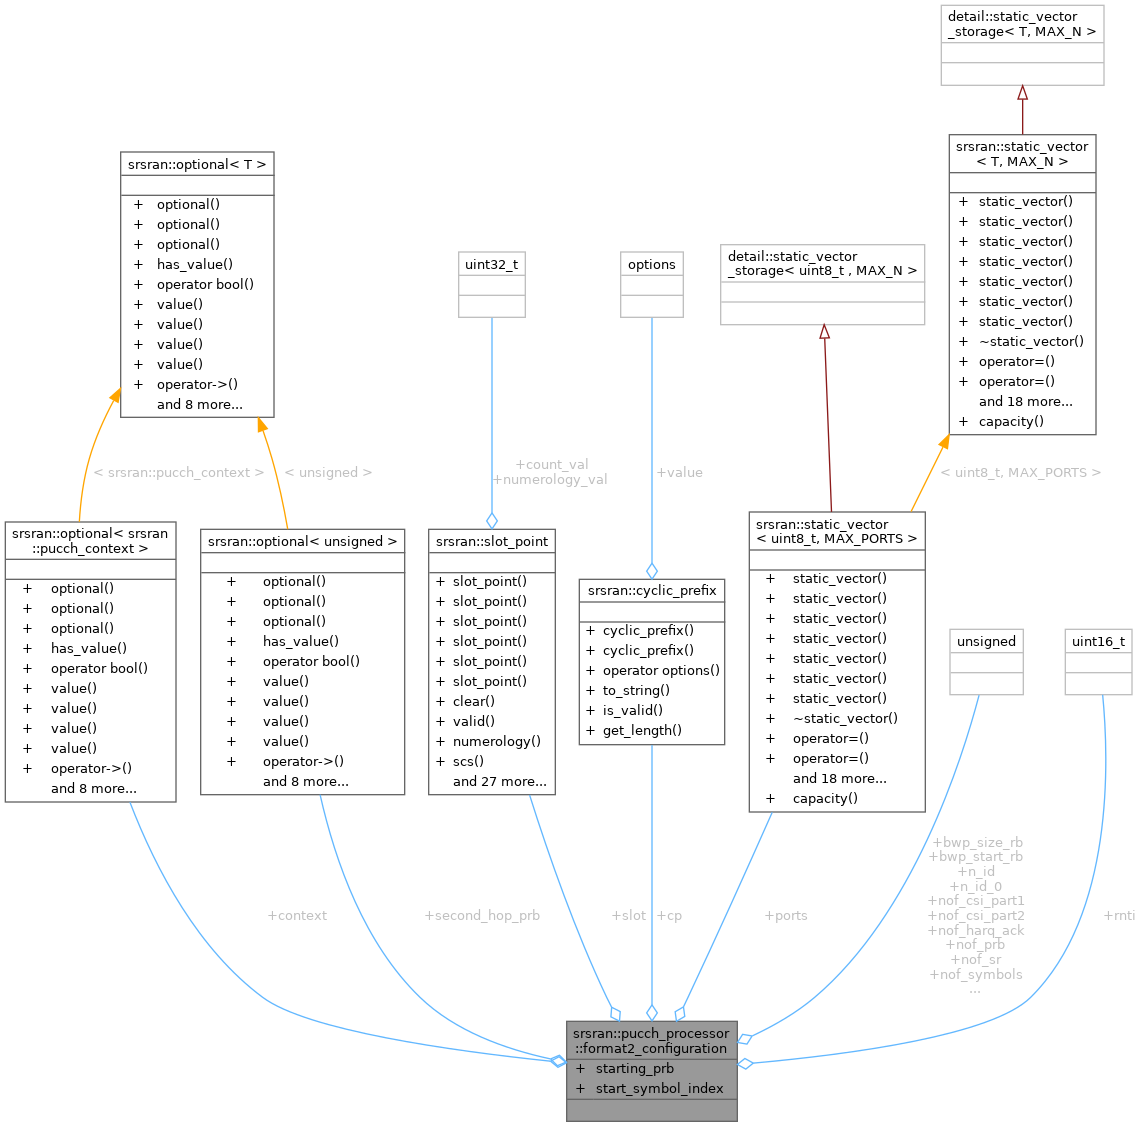 detail::static_vector
_storage< T, MAX_N >
srsran::static_vector
< T, MAX_N >
+ static_vector()
+ static_vector()
+ static_vector()
+ static_vector()
+ static_vector()
+ static_vector()
+ static_vector()
+ ~static_vector()
+ operator=()
+ operator=()
and 18 more...
+ capacity()
srsran::optional< T >
+ optional()
+ optional()
+ optional()
+ has_value()
+ operator bool()
+ value()
+ value()
+ value()
+ value()
+ operator->()
and 8 more...
uint32_t
options
detail::static_vector
_storage< uint8_t , MAX_N >
< srsran::pucch_context >
< unsigned >
+count_val
+numerology_val
+value
< uint8_t, MAX_PORTS >
srsran::optional< srsran
::pucch_context >
+ optional()
+ optional()
+ optional()
+ has_value()
+ operator bool()
+ value()
+ value()
+ value()
+ value()
+ operator->()
and 8 more...
srsran::optional< unsigned >
+ optional()
+ optional()
+ optional()
+ has_value()
+ operator bool()
+ value()
+ value()
+ value()
+ value()
+ operator->()
and 8 more...
srsran::slot_point
+ slot_point()
+ slot_point()
+ slot_point()
+ slot_point()
+ slot_point()
+ slot_point()
+ clear()
+ valid()
+ numerology()
+ scs()
and 27 more...
srsran::cyclic_prefix
+ cyclic_prefix()
+ cyclic_prefix()
+ operator options()
+ to_string()
+ is_valid()
+ get_length()
srsran::static_vector
< uint8_t, MAX_PORTS >
+ static_vector()
+ static_vector()
+ static_vector()
+ static_vector()
+ static_vector()
+ static_vector()
+ static_vector()
+ ~static_vector()
+ operator=()
+ operator=()
and 18 more...
+ capacity()
unsigned
uint16_t
+context
+second_hop_prb
+slot
+cp
+ports
+bwp_size_rb
+bwp_start_rb
+n_id
+n_id_0
+nof_csi_part1
+nof_csi_part2
+nof_harq_ack
+nof_prb
+nof_sr
+nof_symbols
...
+rnti
srsran::pucch_processor
::format2_configuration
+ starting_prb
+ start_symbol_index